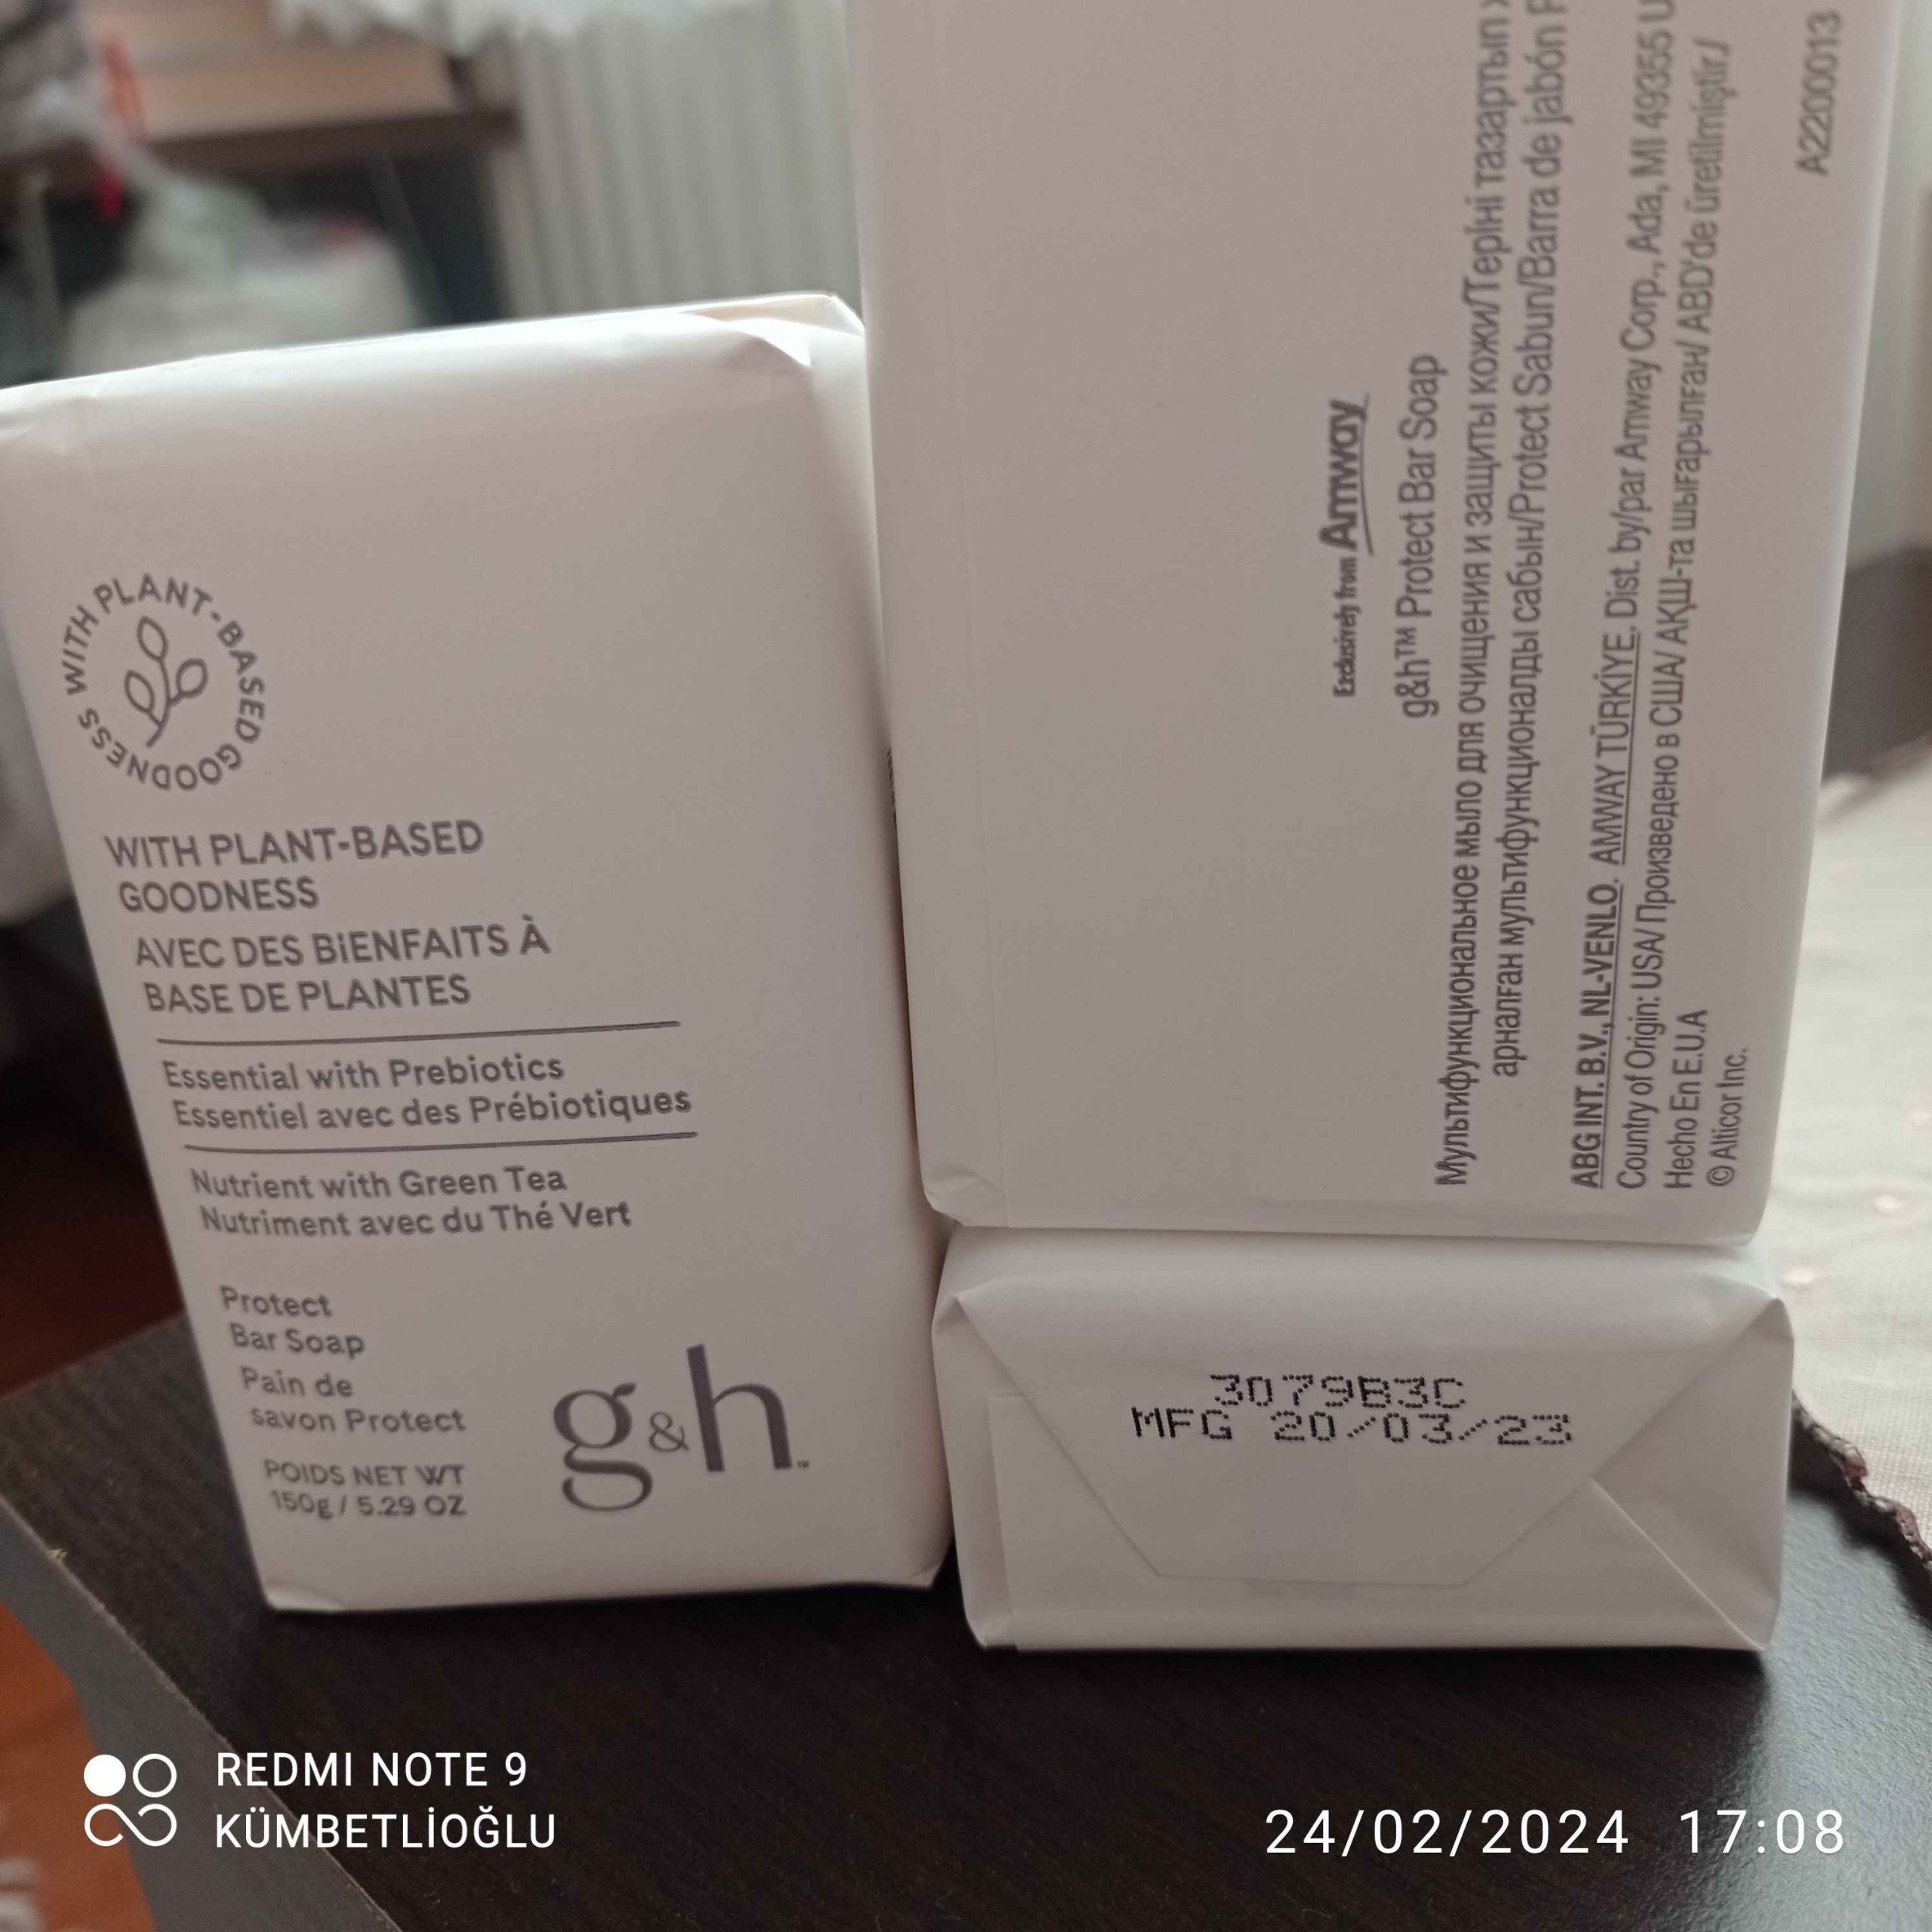 WITH PLANT-BASED GOODNESS
WITH PLANT-BASED
GOODNESS
AVEC DES BiENFAITS À
BASE DE PLANTES
Essential with Prebiotics
Essentiel avec des Prébiotiques
Nutrient with Green Tea
Nutriment avec du Thé Vert
Protect
Bar Soap
Pain de
savon Protect
POIDS NET WT
150g / 5.29 OZ
g&h™
Exclusively from Amway
g&h™ Protect Bar Soap
Мультифункциональное мыло для очищения и защиты кожи/Теріні тазартып
арналған мультифункционалды сабын/Protect Sabun/Barra de jabón
ABG INT. B.V., NL-VENLO. AMWAY TÜRKİYE. Dist. by/par Amway Corp., Ada, MI 49355 U
Country of Origin: USA/ Произведено в США/ АҚШ-та шығарылған/ ABD'de üretilmiştir./
Hecho En E.U.A
© Alticor Inc.
A2200013
3079B3C
MFG 20/03/23
REDMI NOTE 9
KÜMBETLİOĞLU
24/02/2024 17:08